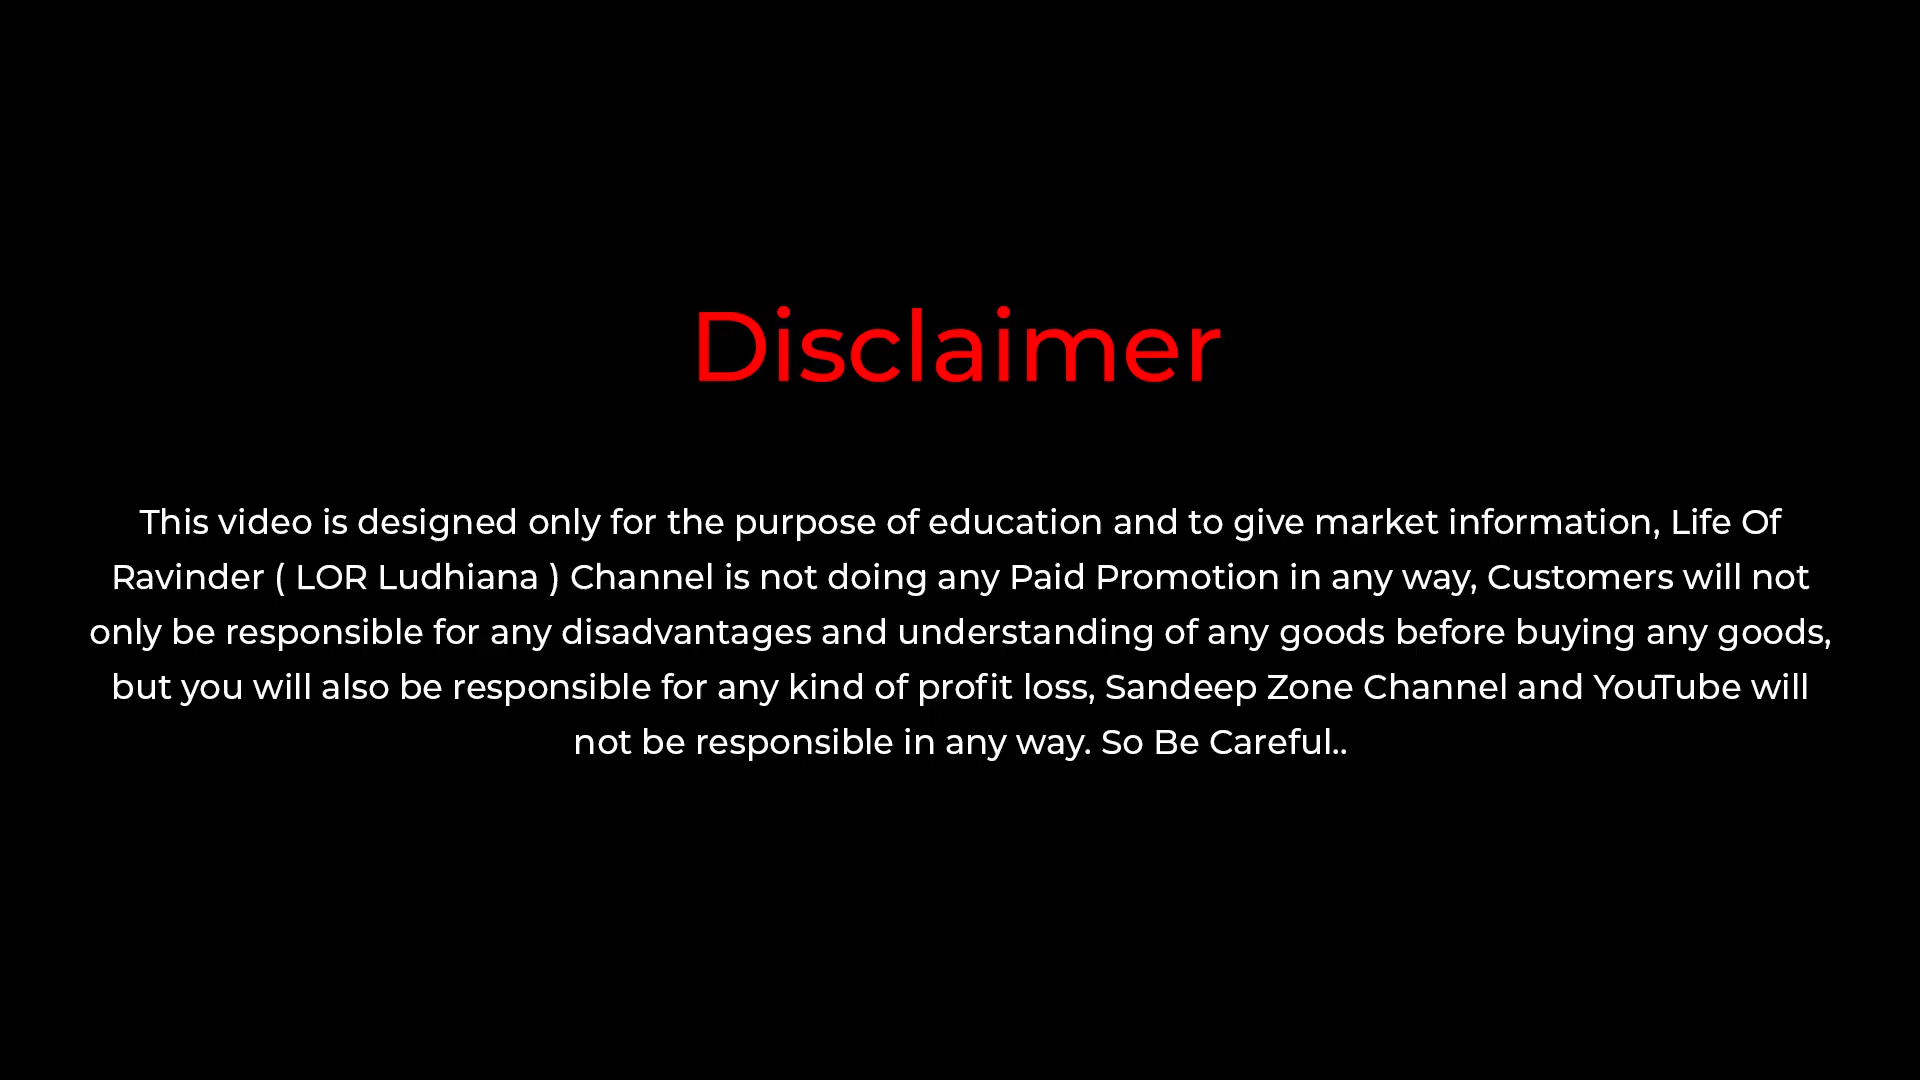 Disclaimer
This video is designed only for the purpose of education and to give market information, Life Of
Ravinder ( LOR Ludhiana ) Channel is not doing any Paid Promotion in any way, Customers will not
only be responsible for any disadvantages and understanding of any goods before buying any goods,
but you will also be responsible for any kind of profit loss, Sandeep Zone Channel and YouTube will
not be responsible in any way. So Be Careful..